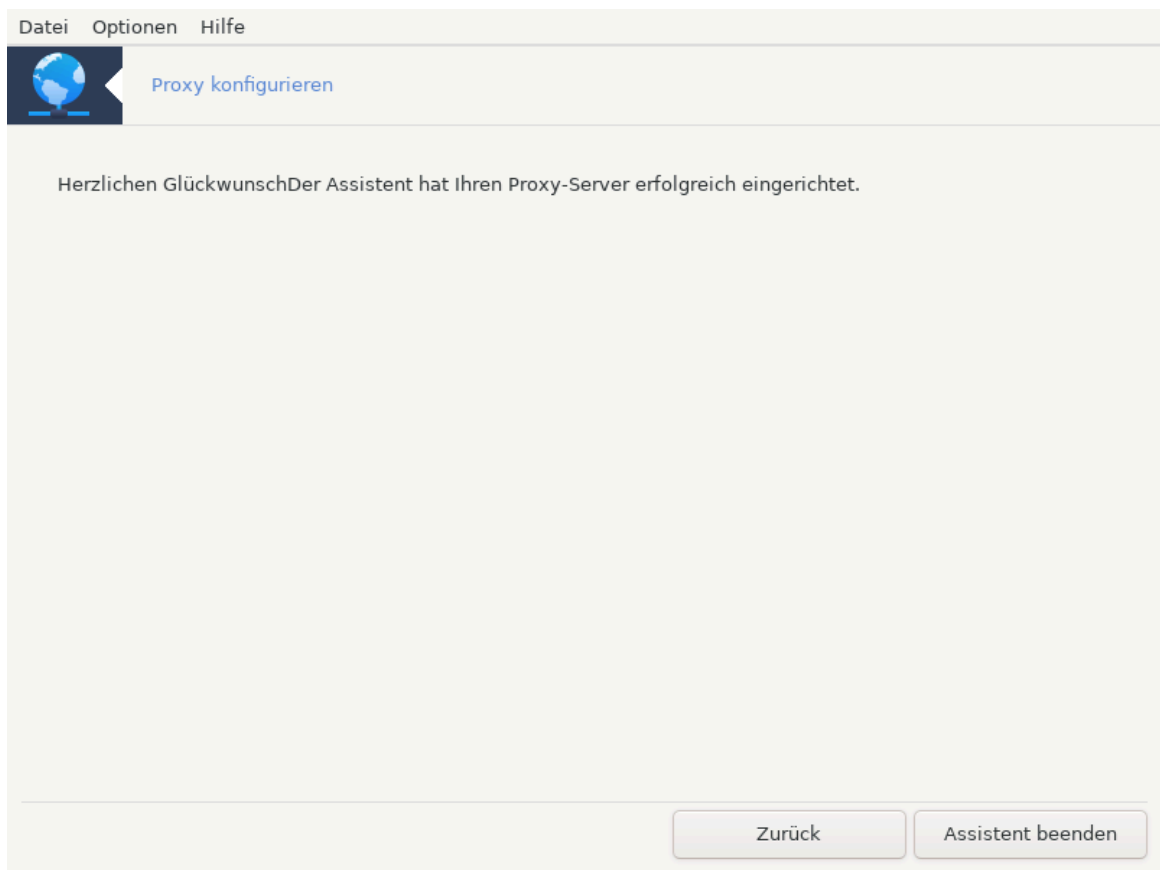 Datei Optionen Hilfe
Proxy konfigurieren
Herzlichen GlückwunschDer Assistent hat Ihren Proxy-Server erfolgreich eingerichtet.
Zurück Assistent beenden